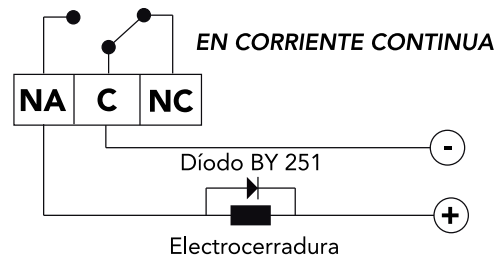 EN CORRIENTE CONTINUA
NA C NC
-
Díodo BY 251
+
Electrocerradura